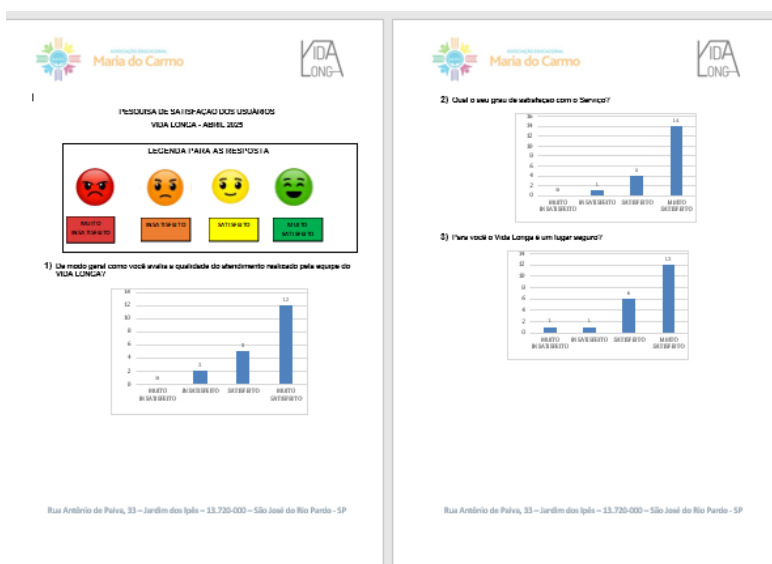 ASSOCIAÇÃO EDUCACIONAL
Maria do Carmo
VIDA
LONGA
PESQUISA DE SATISFAÇÃO DOS USUÁRIOS
VIDA LONGA - ABRIL 2025
LEGENDA PARA AS RESPOSTA
MUITO
INSATISFEITO
INSATISFEITO
SATISFEITO
MUITO
SATISFEITO
1) De modo geral como você avalia a qualidade do atendimento realizado pela equipe do
VIDA LONGA?
14
12
10
8
6
4
2
0
0
2
5
12
MUITO
INSATISFEITO
INSATISFEITO
SATISFEITO
MUITO
SATISFEITO
Rua Antônio de Paiva, 33 – Jardim dos Ipês – 13.720-000 – São José do Rio Pardo - SP
ASSOCIAÇÃO EDUCACIONAL
Maria do Carmo
VIDA
LONGA
2) Qual o seu grau de satisfação com o Serviço?
16
14
12
10
8
6
4
2
0
0
1
4
14
MUITO
INSATISFEITO
INSATISFEITO
SATISFEITO
MUITO
SATISFEITO
3) Para você o Vida Longa é um lugar seguro?
14
12
10
8
6
4
2
0
1
1
6
12
MUITO
INSATISFEITO
INSATISFEITO
SATISFEITO
MUITO
SATISFEITO
Rua Antônio de Paiva, 33 – Jardim dos Ipês – 13.720-000 – São José do Rio Pardo - SP